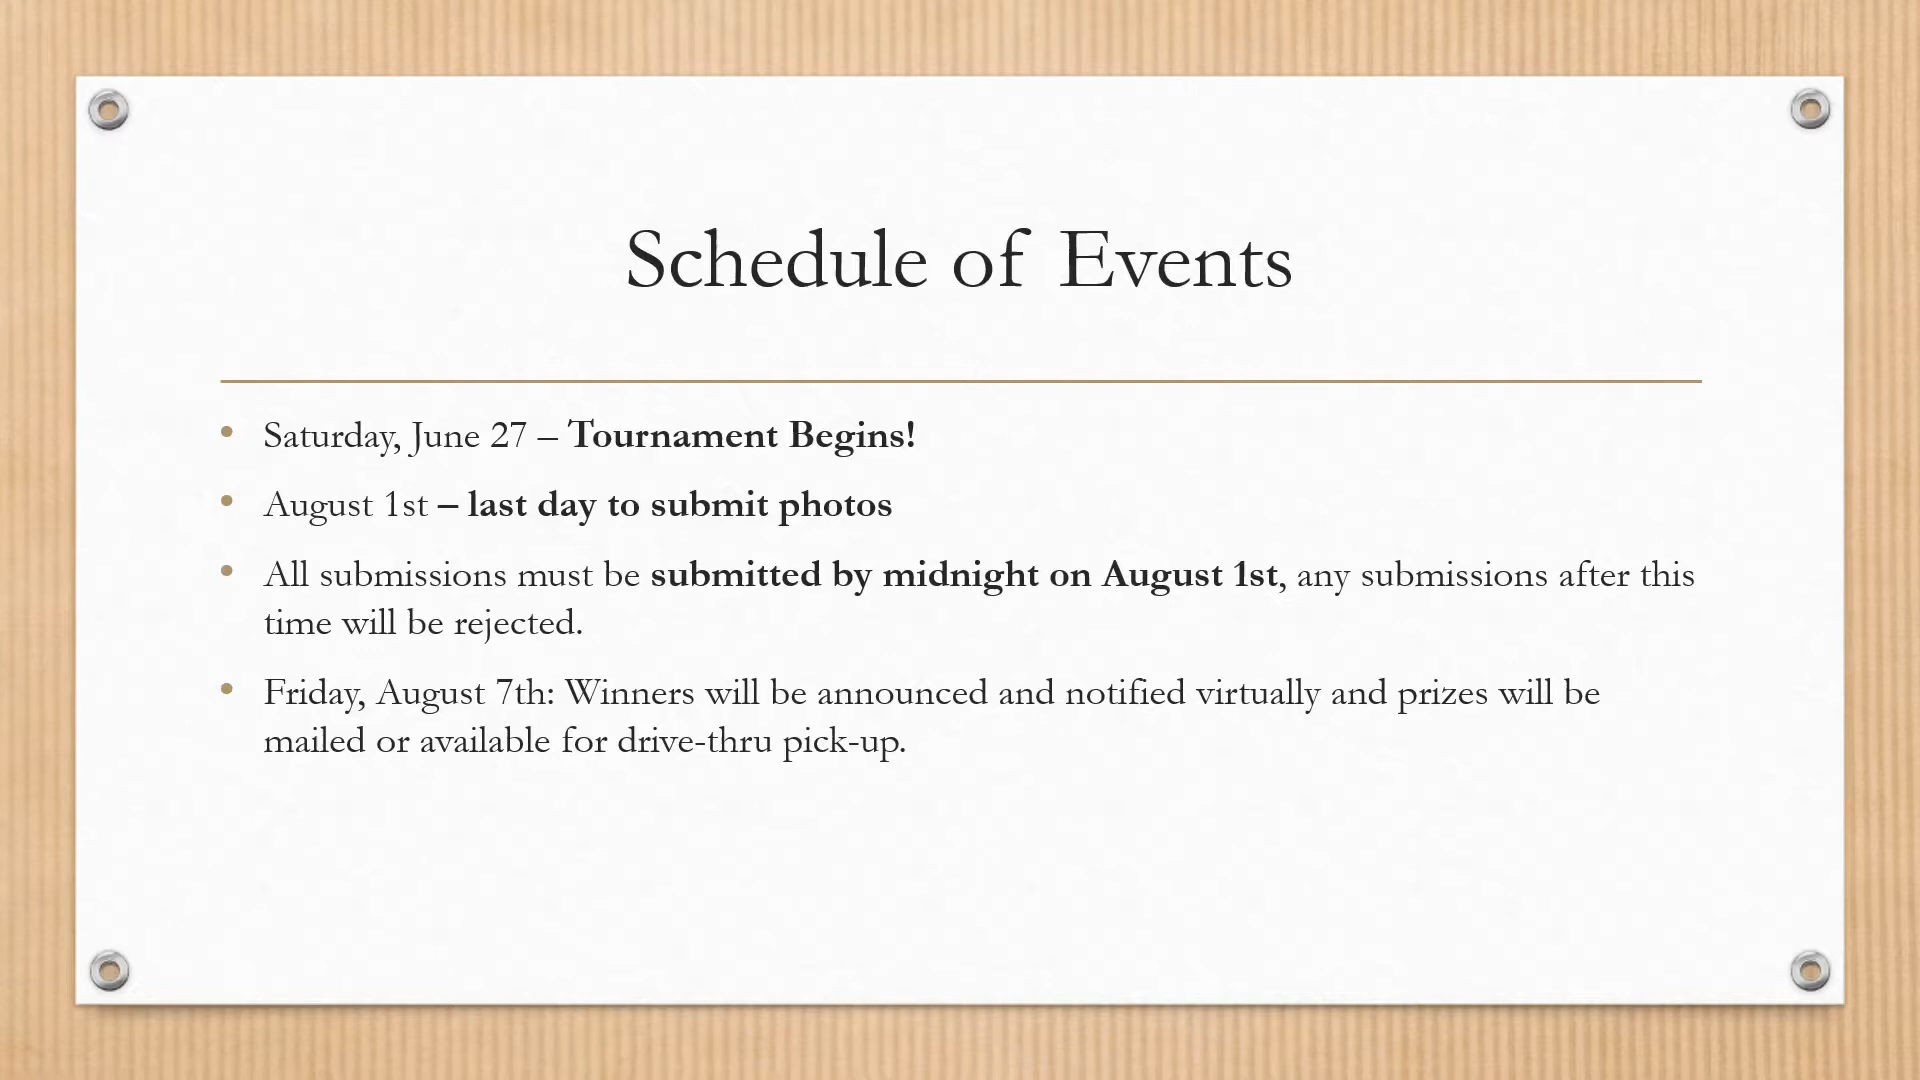 Schedule of Events
• Saturday, June 27 – Tournament Begins!
• August 1st – last day to submit photos
• All submissions must be submitted by midnight on August 1st, any submissions after this
time will be rejected.
• Friday, August 7th: Winners will be announced and notified virtually and prizes will be
mailed or available for drive-thru pick-up.